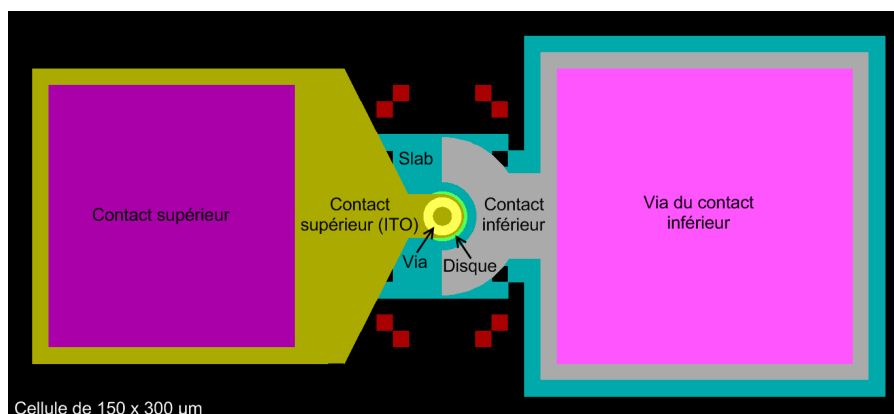 Slab
Contact supérieur
Contact
supérieur (ITO)
Contact
inférieur
Via du contact
inférieur
Via
Disque
Cellule de 150 x 300 um